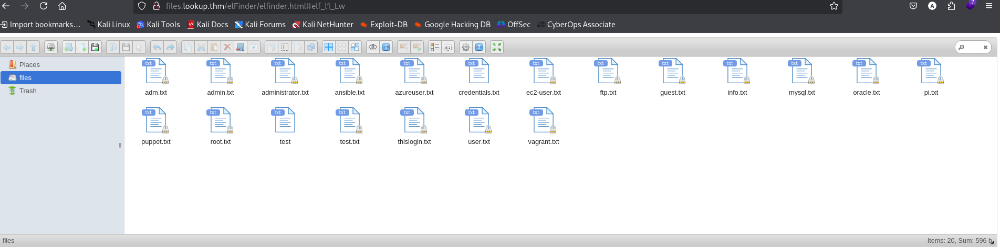 files.lookup.thm/elFinder/elfinder.html#elf_l1_Lw
A
7
Import bookmarks… Kali Linux Kali Tools Kali Docs Kali Forums Kali NetHunter Exploit-DB Google Hacking DB OffSec CyberOps Associate
Places
files
Trash
txt txt txt txt txt txt txt txt txt txt txt txt txt
adm.txt admin.txt administrator.txt ansible.txt azureuser.txt credentials.txt ec2-user.txt ftp.txt guest.txt info.txt mysql.txt oracle.txt pi.txt
txt txt txt txt txt txt txt
puppet.txt root.txt test test.txt thislogin.txt user.txt vagrant.txt
files
Items: 20, Sum: 596 b